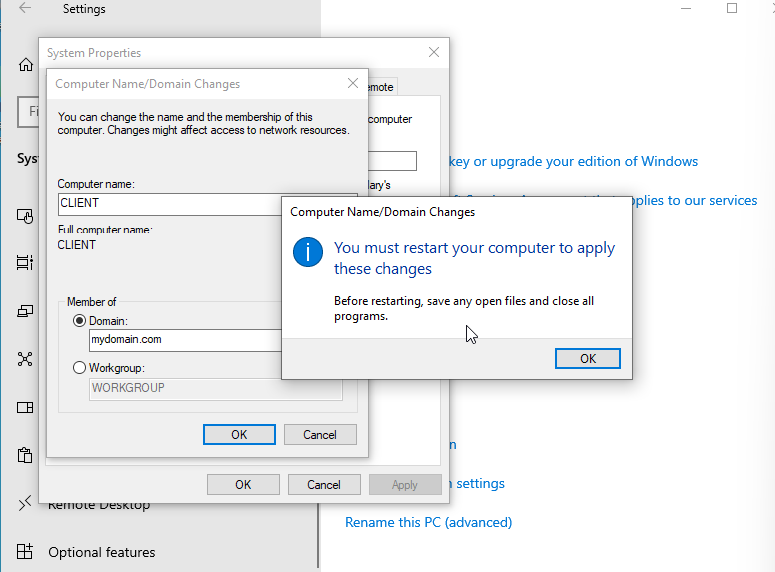 Settings
System Properties
Computer Name/Domain Changes
emote
You can change the name and the membership of this
computer. Changes might affect access to network resources.
computer
Computer name:
CLIENT
Full computer name:
CLIENT
Member of
Domain:
mydomain.com
Workgroup:
WORKGROUP
OK
Cancel
OK
Cancel
Apply
Computer Name/Domain Changes
You must restart your computer to apply
these changes
Before restarting, save any open files and close all
programs.
OK
key or upgrade your edition of Windows
applies to our services
settings
Rename this PC (advanced)
Remote Desktop
Optional features